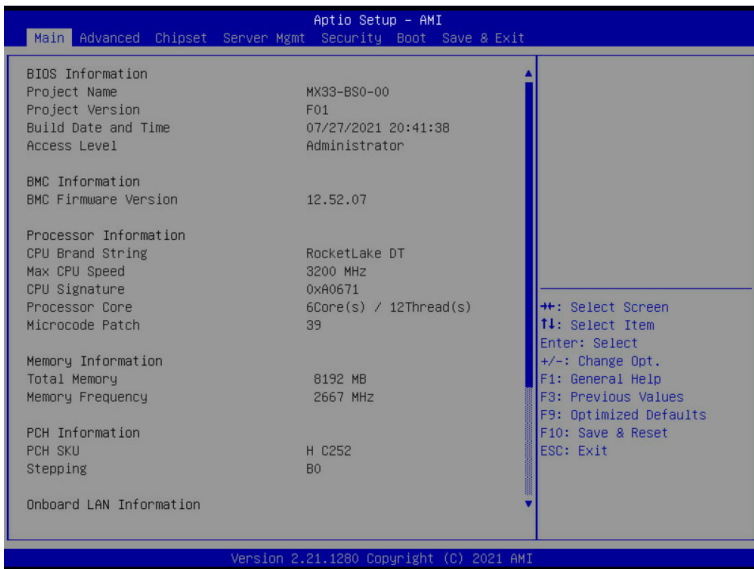 Aptio Setup - AMI
Main Advanced Chipset Server Mgmt Security Boot Save & Exit
BIOS Information
Project Name MX33-BS0-00
Project Version F01
Build Date and Time 07/27/2021 20:41:38
Access Level Administrator
BMC Information
BMC Firmware Version 12.52.07
Processor Information
CPU Brand String RocketLake DT
Max CPU Speed 3200 MHz
CPU Signature 0xA0671
Processor Core 6Core(s) / 12Thread(s)
Microcode Patch 39
Memory Information
Total Memory 8192 MB
Memory Frequency 2667 MHz
PCH Information
PCH SKU H C252
Stepping B0
Onboard LAN Information
→←: Select Screen
↑↓: Select Item
Enter: Select
+/-: Change Opt.
F1: General Help
F3: Previous Values
F9: Optimized Defaults
F10: Save & Reset
ESC: Exit
Version 2.21.1280 Copyright (C) 2021 AMI